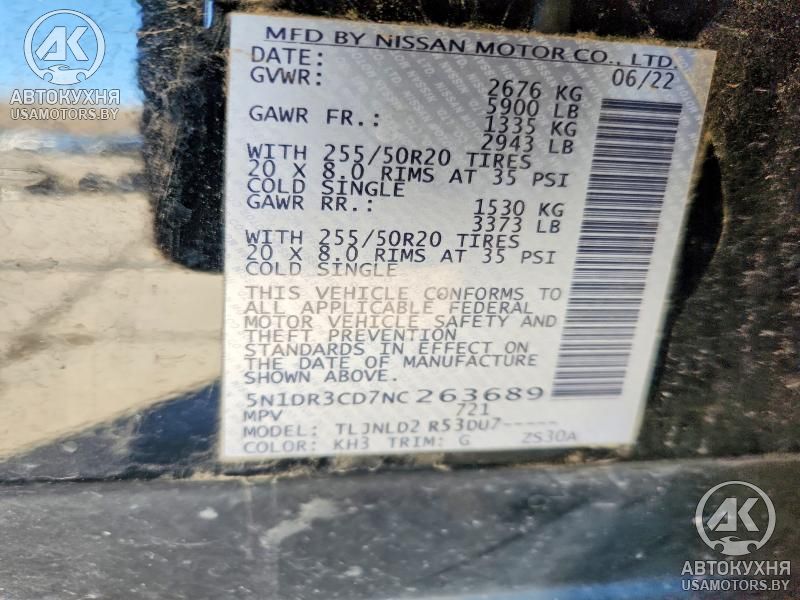 AK
АВТОКУХНЯ
USAMOTORS.BY
MFD BY NISSAN MOTOR CO., LTD.
DATE: 06/22
GVWR: 2676 KG
5900 LB
GAWR FR.: 1335 KG
2943 LB
WITH 255/50R20 TIRES
20 X 8.0 RIMS AT 35 PSI
COLD SINGLE
GAWR RR.: 1530 KG
3373 LB
WITH 255/50R20 TIRES
20 X 8.0 RIMS AT 35 PSI
COLD SINGLE
THIS VEHICLE CONFORMS TO
ALL APPLICABLE FEDERAL
MOTOR VEHICLE SAFETY AND
THEFT PREVENTION
STANDARDS IN EFFECT ON
THE DATE OF MANUFACTURE
SHOWN ABOVE.
5N1DR3CD7NC263689
MPV 721
MODEL: TLJNLD2 R53DU7-----
COLOR: KH3 TRIM: G ZS30A
AK
АВТОКУХНЯ
USAMOTORS.BY